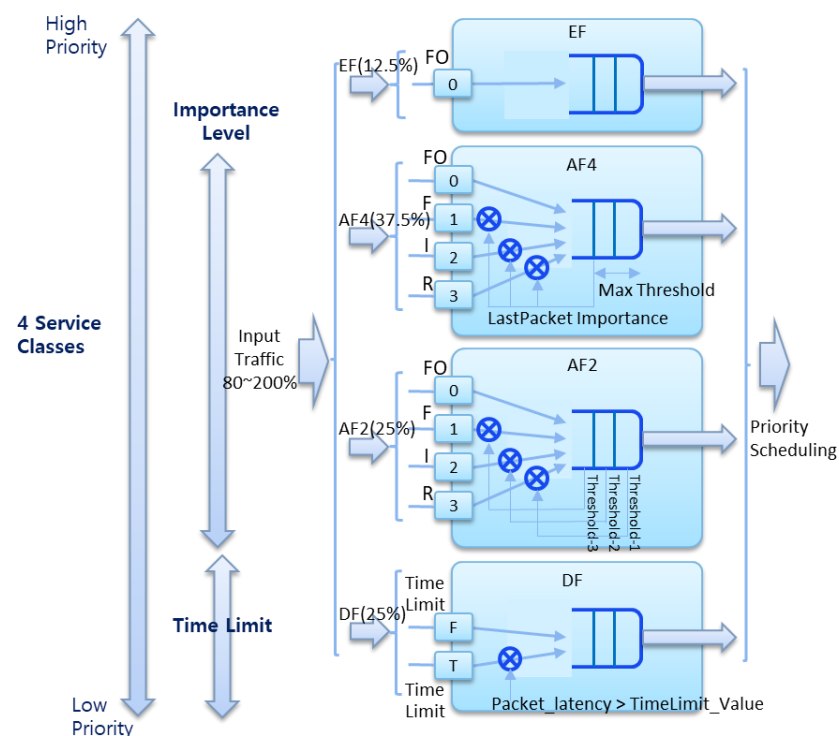 High
Priority
Importance
Level
4 Service
Classes
Time Limit
Low
Priority
Input
Traffic
80~200%
EF(12.5%)
FO
0
EF
AF4(37.5%)
FO
0
F
1
I
2
R
3
AF4
Max Threshold
LastPacket Importance
AF2(25%)
FO
0
F
1
I
2
R
3
AF2
Threshold-3
Threshold-2
Threshold-1
DF(25%)
Time
Limit
F
T
Time
Limit
DF
Packet_latency > TimeLimit_Value
Priority
Scheduling